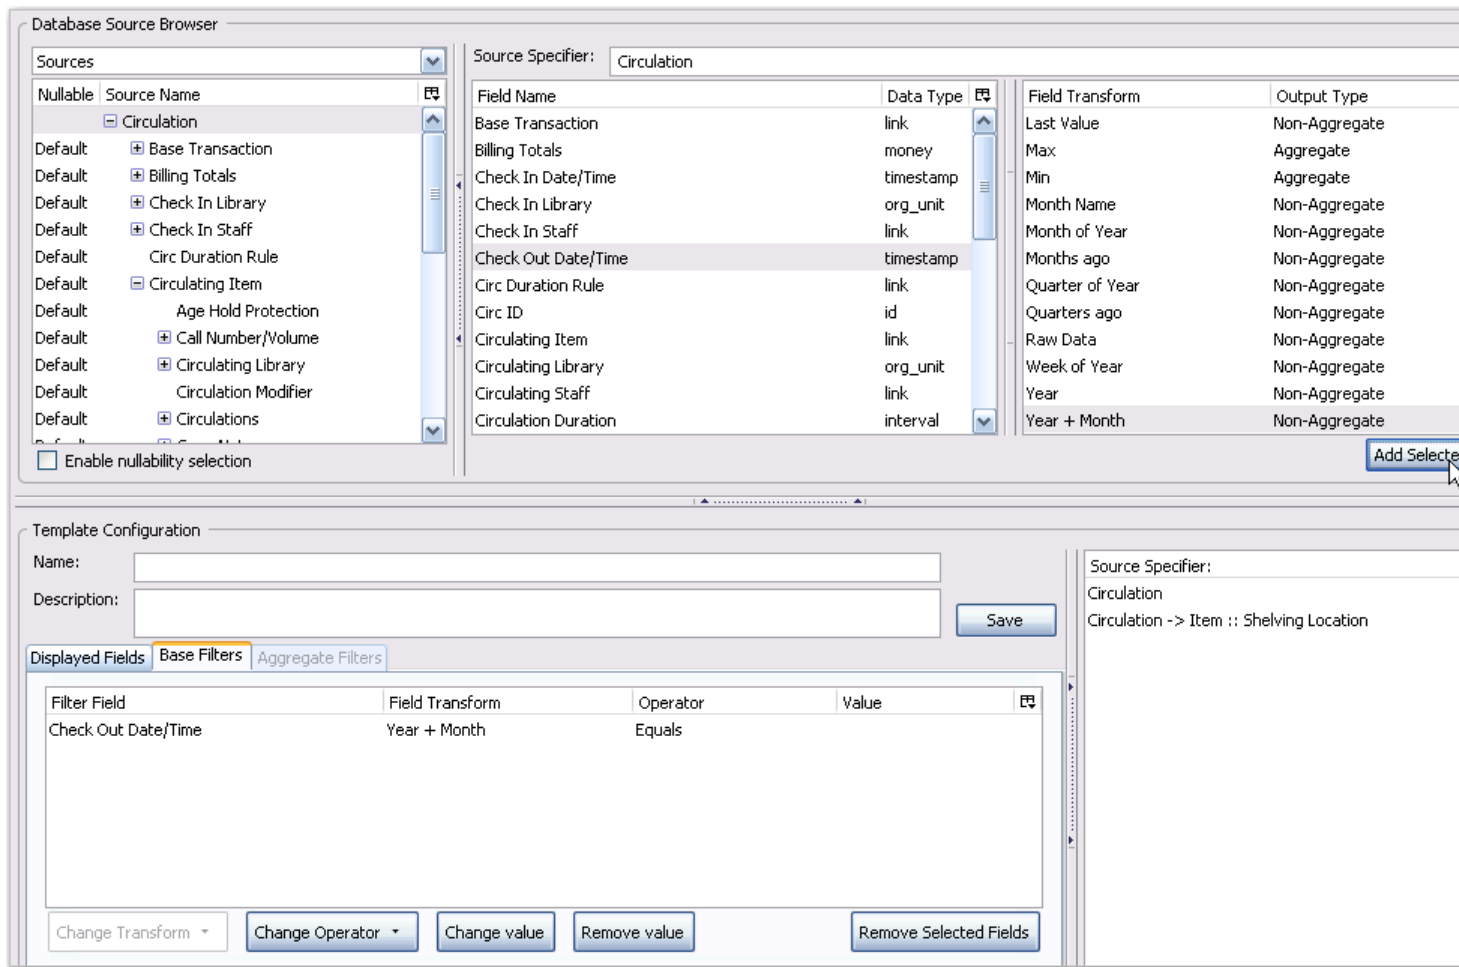 Database Source Browser
Sources
Source Specifier: Circulation
Nullable Source Name
Circulation
Default Base Transaction
Default Billing Totals
Default Check In Library
Default Check In Staff
Default Circ Duration Rule
Default Circulating Item
Default Age Hold Protection
Default Call Number/Volume
Default Circulating Library
Default Circulation Modifier
Default Circulations
Enable nullability selection
Field Name Data Type
Base Transaction link
Billing Totals money
Check In Date/Time timestamp
Check In Library org_unit
Check In Staff link
Check Out Date/Time timestamp
Circ Duration Rule link
Circ ID id
Circulating Item link
Circulating Library org_unit
Circulating Staff link
Circulation Duration interval
Field Transform Output Type
Last Value Non-Aggregate
Max Aggregate
Min Aggregate
Month Name Non-Aggregate
Month of Year Non-Aggregate
Months ago Non-Aggregate
Quarter of Year Non-Aggregate
Quarters ago Non-Aggregate
Raw Data Non-Aggregate
Week of Year Non-Aggregate
Year Non-Aggregate
Year + Month Non-Aggregate
Add Selecte
Template Configuration
Name:
Description:
Save
Displayed Fields Base Filters Aggregate Filters
Filter Field Field Transform Operator Value
Check Out Date/Time Year + Month Equals
Change Transform Change Operator Change value Remove value Remove Selected Fields
Source Specifier:
Circulation
Circulation -> Item :: Shelving Location